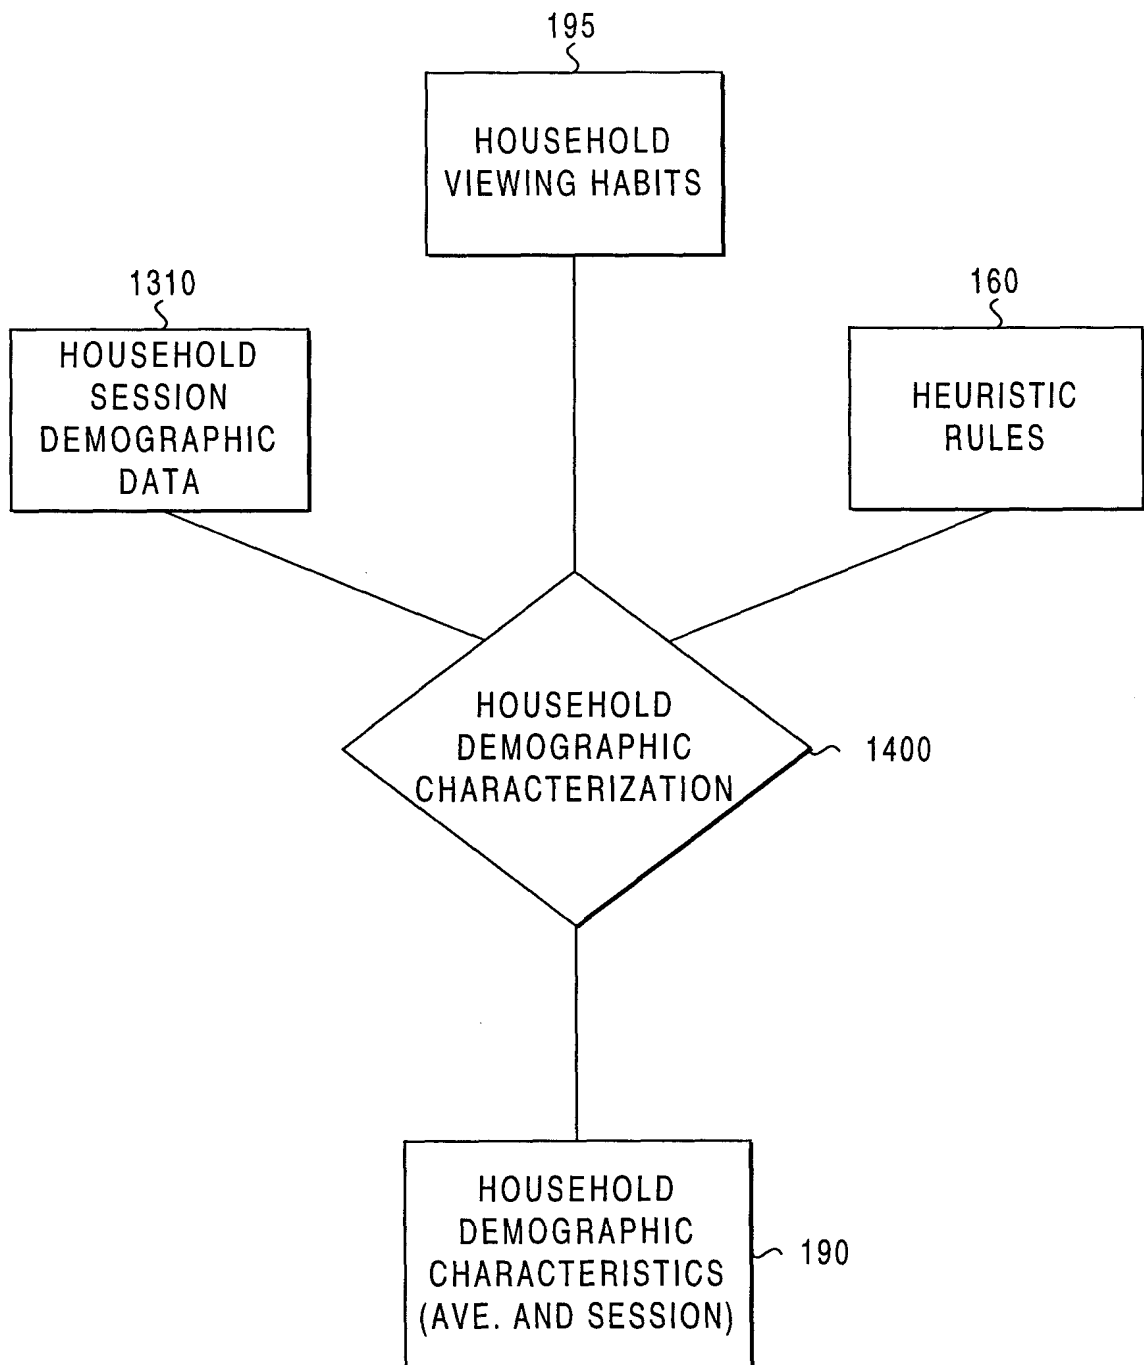 195
HOUSEHOLD
VIEWING HABITS
1310
HOUSEHOLD
SESSION
DEMOGRAPHIC
DATA
160
HEURISTIC
RULES
HOUSEHOLD
DEMOGRAPHIC
CHARACTERIZATION
1400
HOUSEHOLD
DEMOGRAPHIC
CHARACTERISTICS
(AVE. AND SESSION)
190